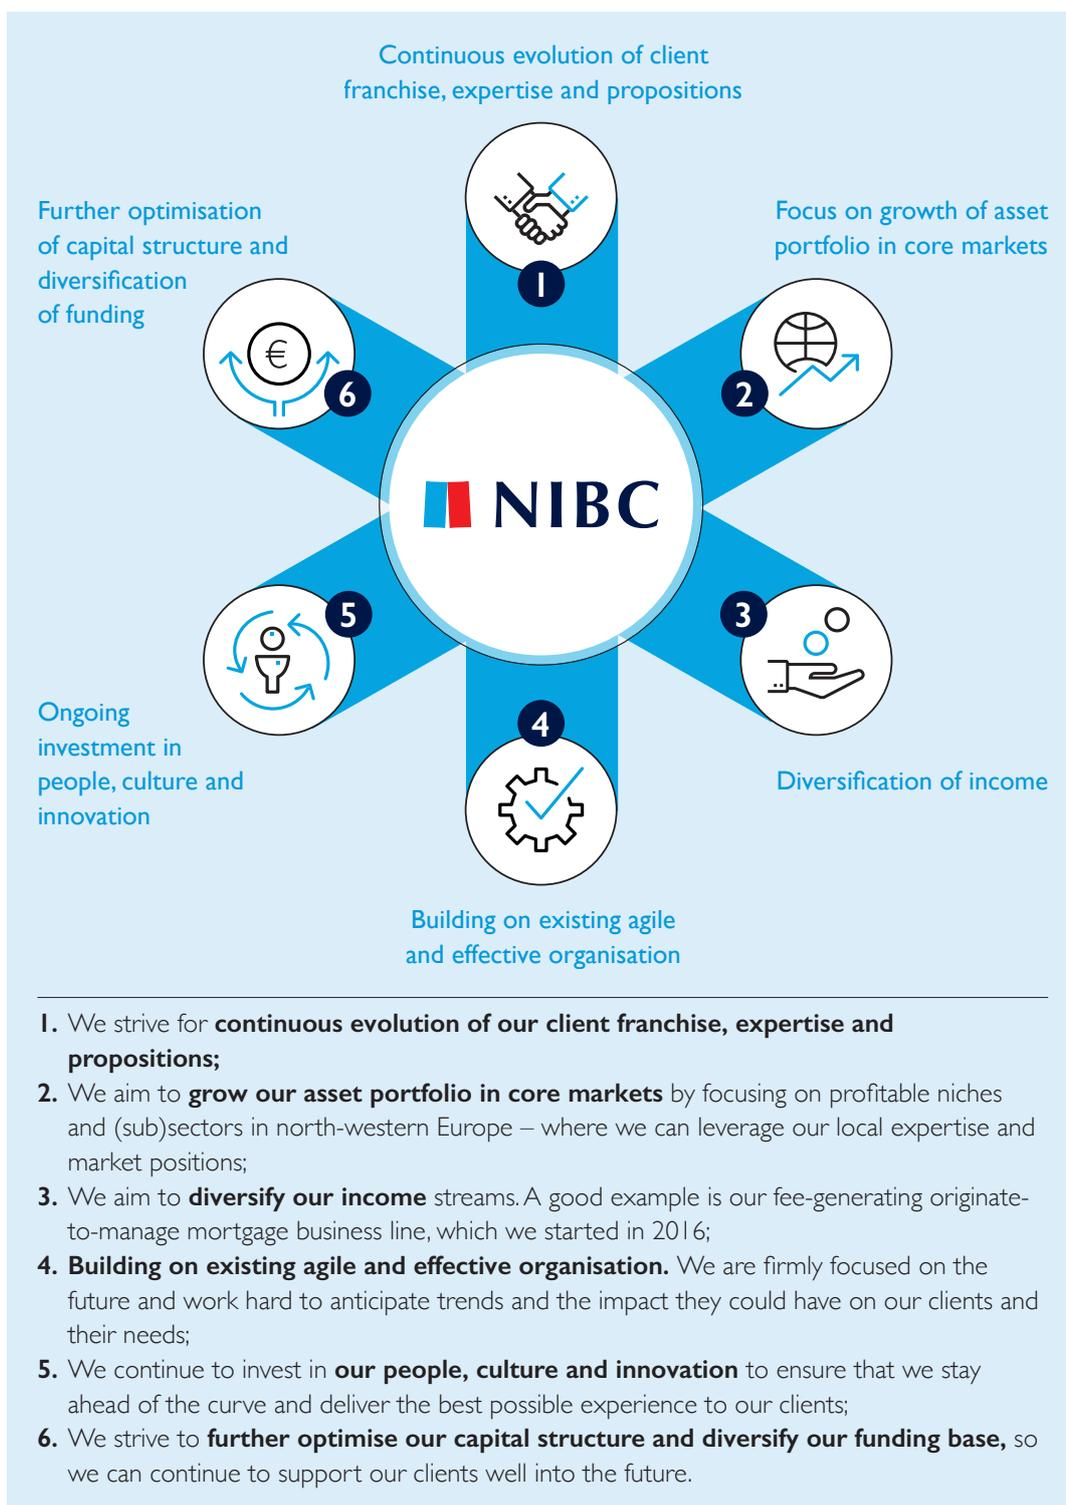 Continuous evolution of client
franchise, expertise and propositions
Further optimisation
of capital structure and
diversification
of funding
Focus on growth of asset
portfolio in core markets
1
€
6
2
NIBC
5
3
4
Ongoing
investment in
people, culture and
innovation
Diversification of income
Building on existing agile
and effective organisation
1. We strive for continuous evolution of our client franchise, expertise and
propositions;
2. We aim to grow our asset portfolio in core markets by focusing on profitable niches
and (sub)sectors in north-western Europe – where we can leverage our local expertise and
market positions;
3. We aim to diversify our income streams. A good example is our fee-generating originate-
to-manage mortgage business line, which we started in 2016;
4. Building on existing agile and effective organisation. We are firmly focused on the
future and work hard to anticipate trends and the impact they could have on our clients and
their needs;
5. We continue to invest in our people, culture and innovation to ensure that we stay
ahead of the curve and deliver the best possible experience to our clients;
6. We strive to further optimise our capital structure and diversify our funding base, so
we can continue to support our clients well into the future.